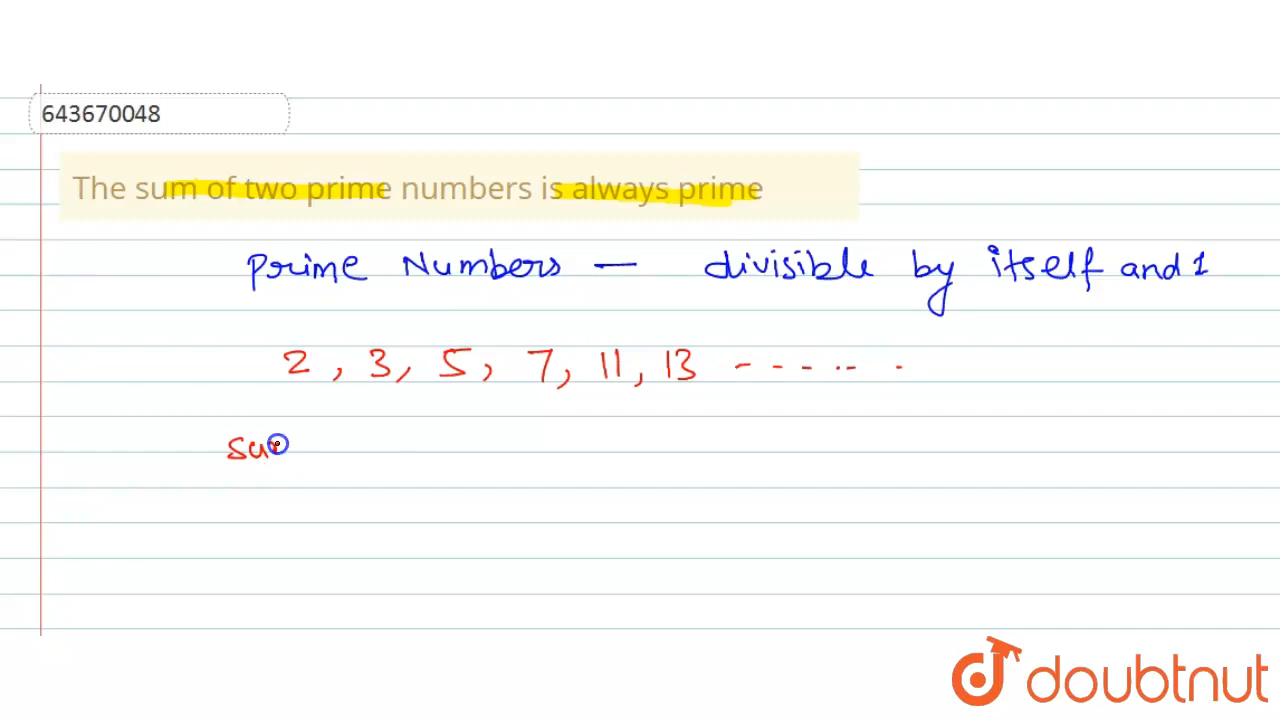 643670048
The sum of two prime numbers is always prime
Prime Numbers — divisible by itself and 1
2, 3, 5, 7, 11, 13 - - - - - - .
su
doubtnut